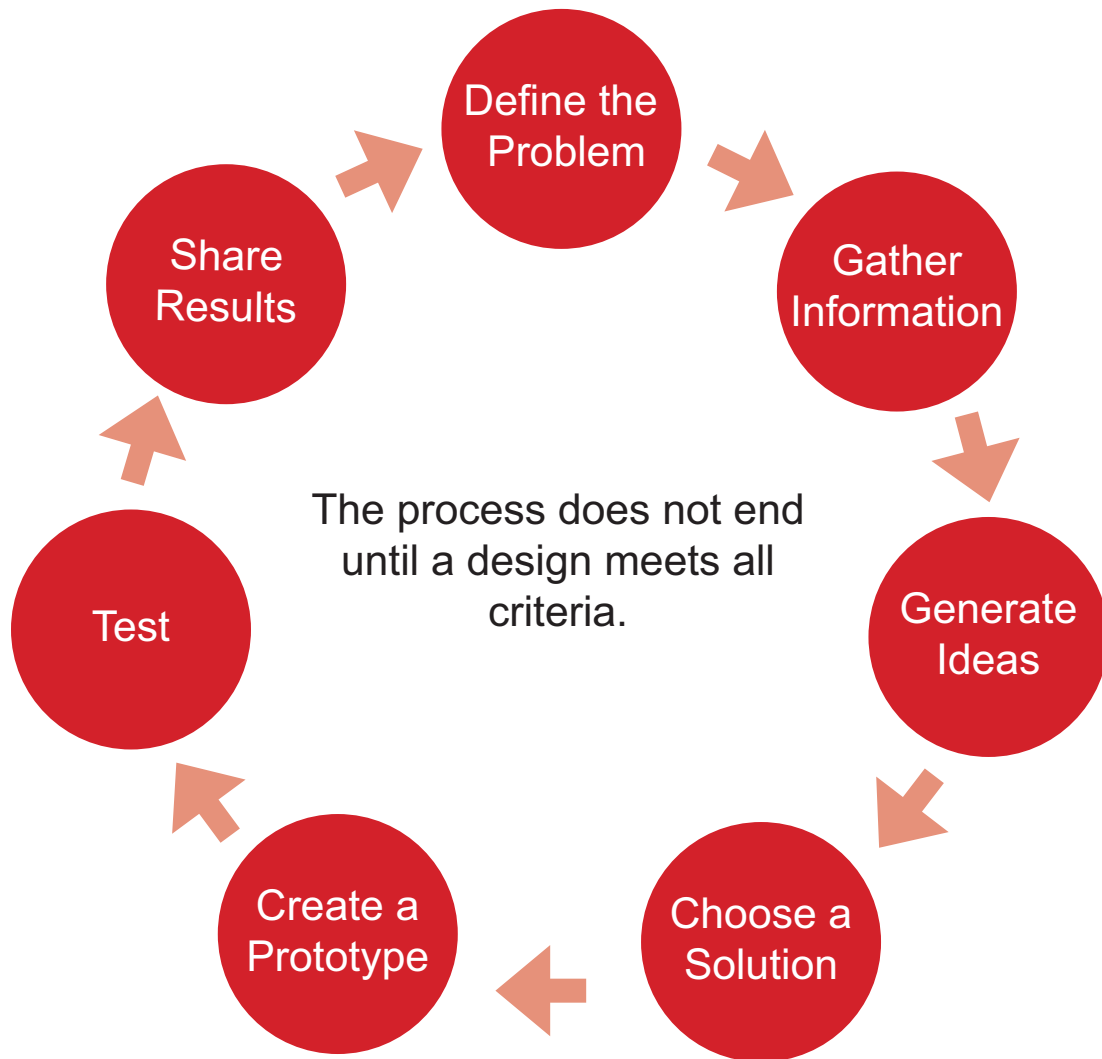 Define the
Problem
Gather
Information
Generate
Ideas
Choose a
Solution
Create a
Prototype
Test
Share
Results
The process does not end
until a design meets all
criteria.